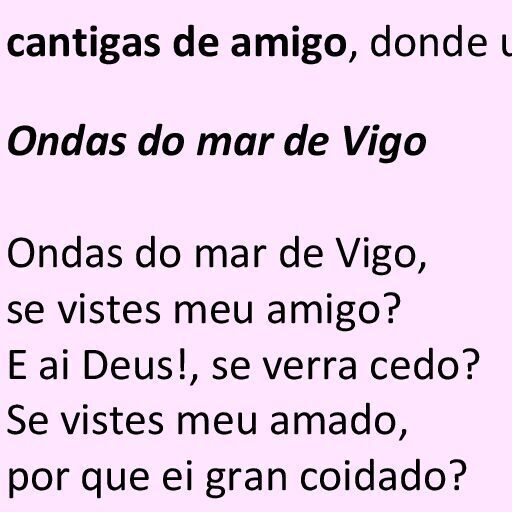 cantigas de amigo, donde
Ondas do mar de Vigo
Ondas do mar de Vigo,
se vistes meu amigo?
E ai Deus!, se verra cedo?
Se vistes meu amado,
por que ei gran coidado?